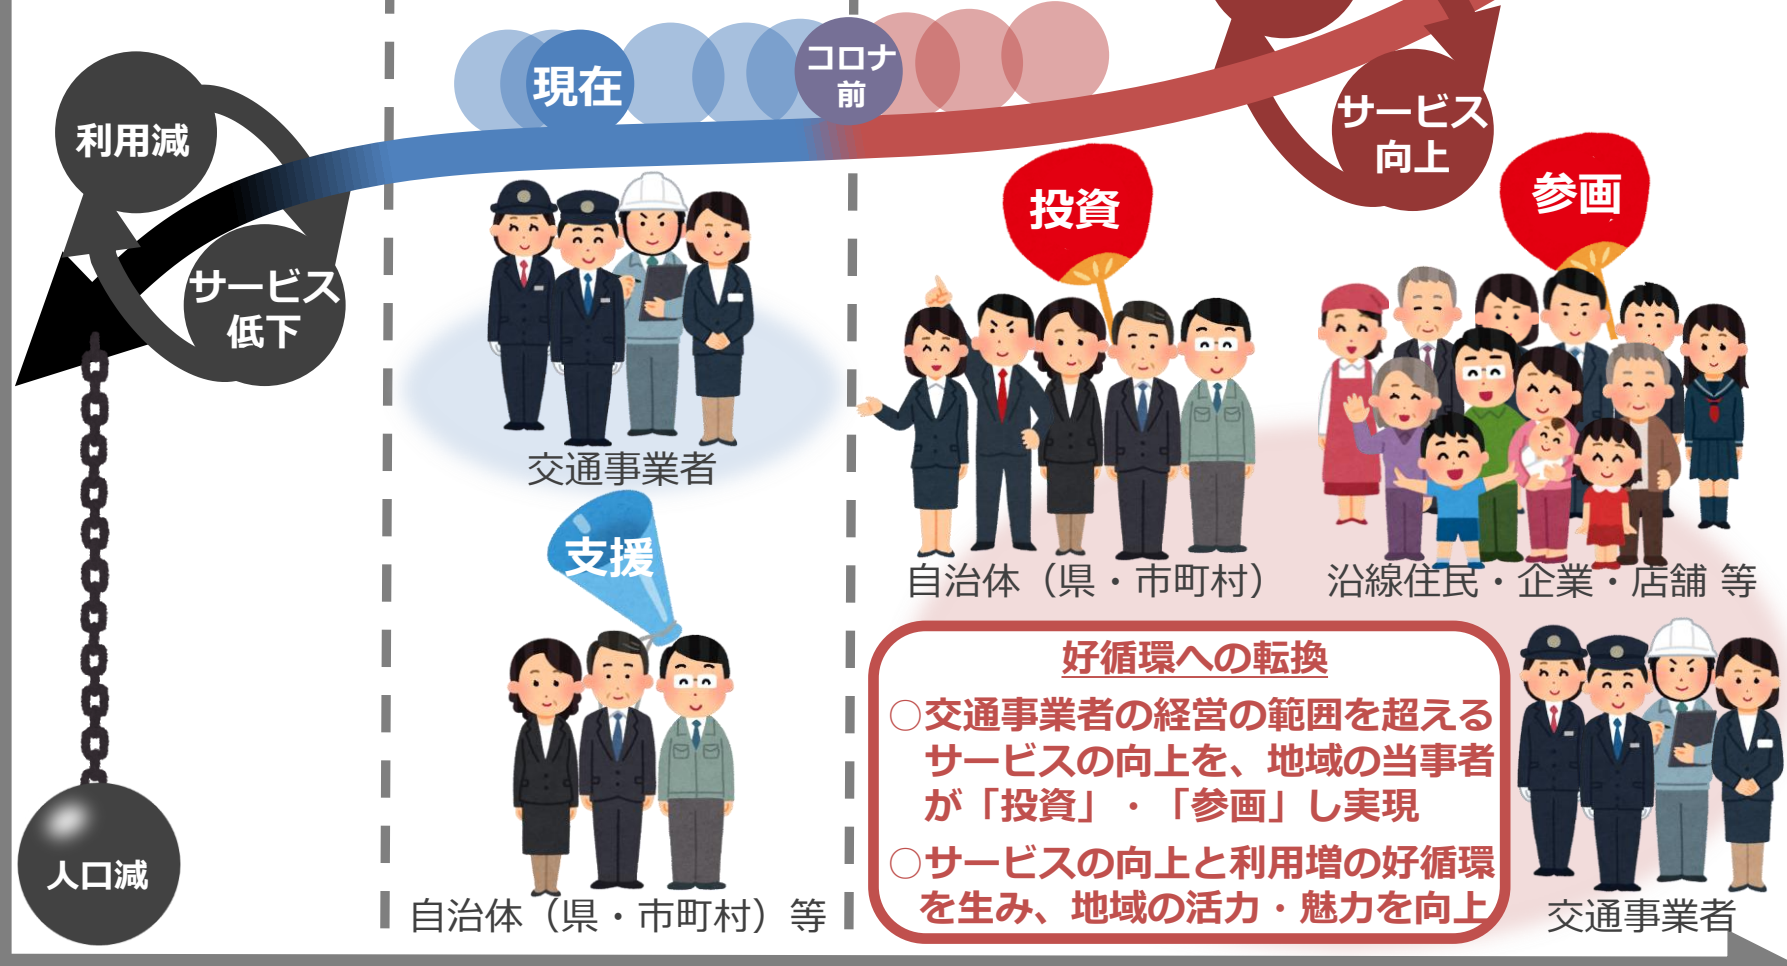 利用減
サービス
低下
人口減
現在
コロナ
前
交通事業者
支援
自治体（県・市町村）等
サービス
向上
投資
参画
自治体（県・市町村）
沿線住民・企業・店舗 等
好循環への転換
○交通事業者の経営の範囲を超える
サービスの向上を、地域の当事者
が「投資」・「参画」し実現
○サービスの向上と利用増の好循環
を生み、地域の活力・魅力を向上
交通事業者